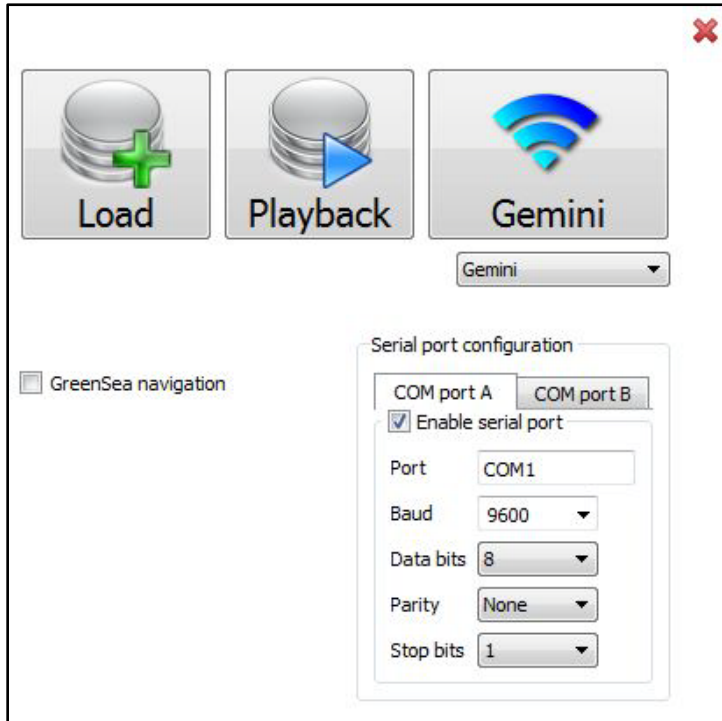 Load
Playback
Gemini
Gemini
Serial port configuration
GreenSea navigation
COM port A
COM port B
Enable serial port
Port
COM1
Baud
9600
Data bits
8
Parity
None
Stop bits
1